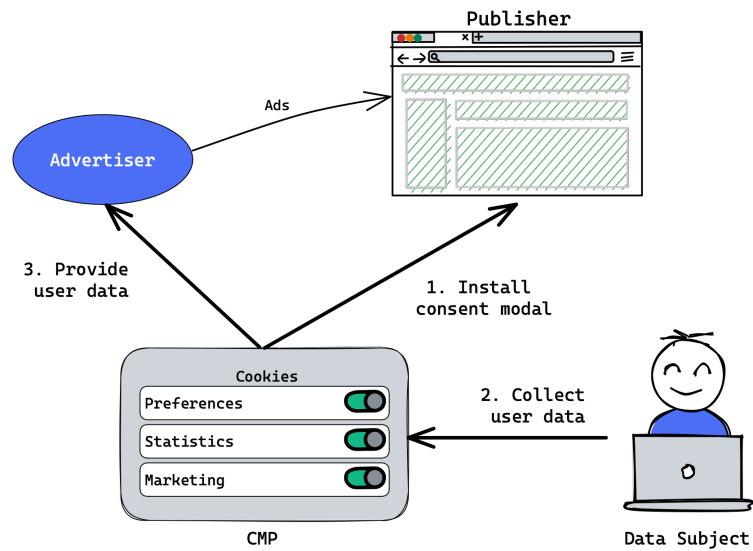 Publisher
Ads
Advertiser
3. Provide
user data
1. Install
consent modal
Cookies
Preferences
Statistics
Marketing
2. Collect
user data
CMP
Data Subject